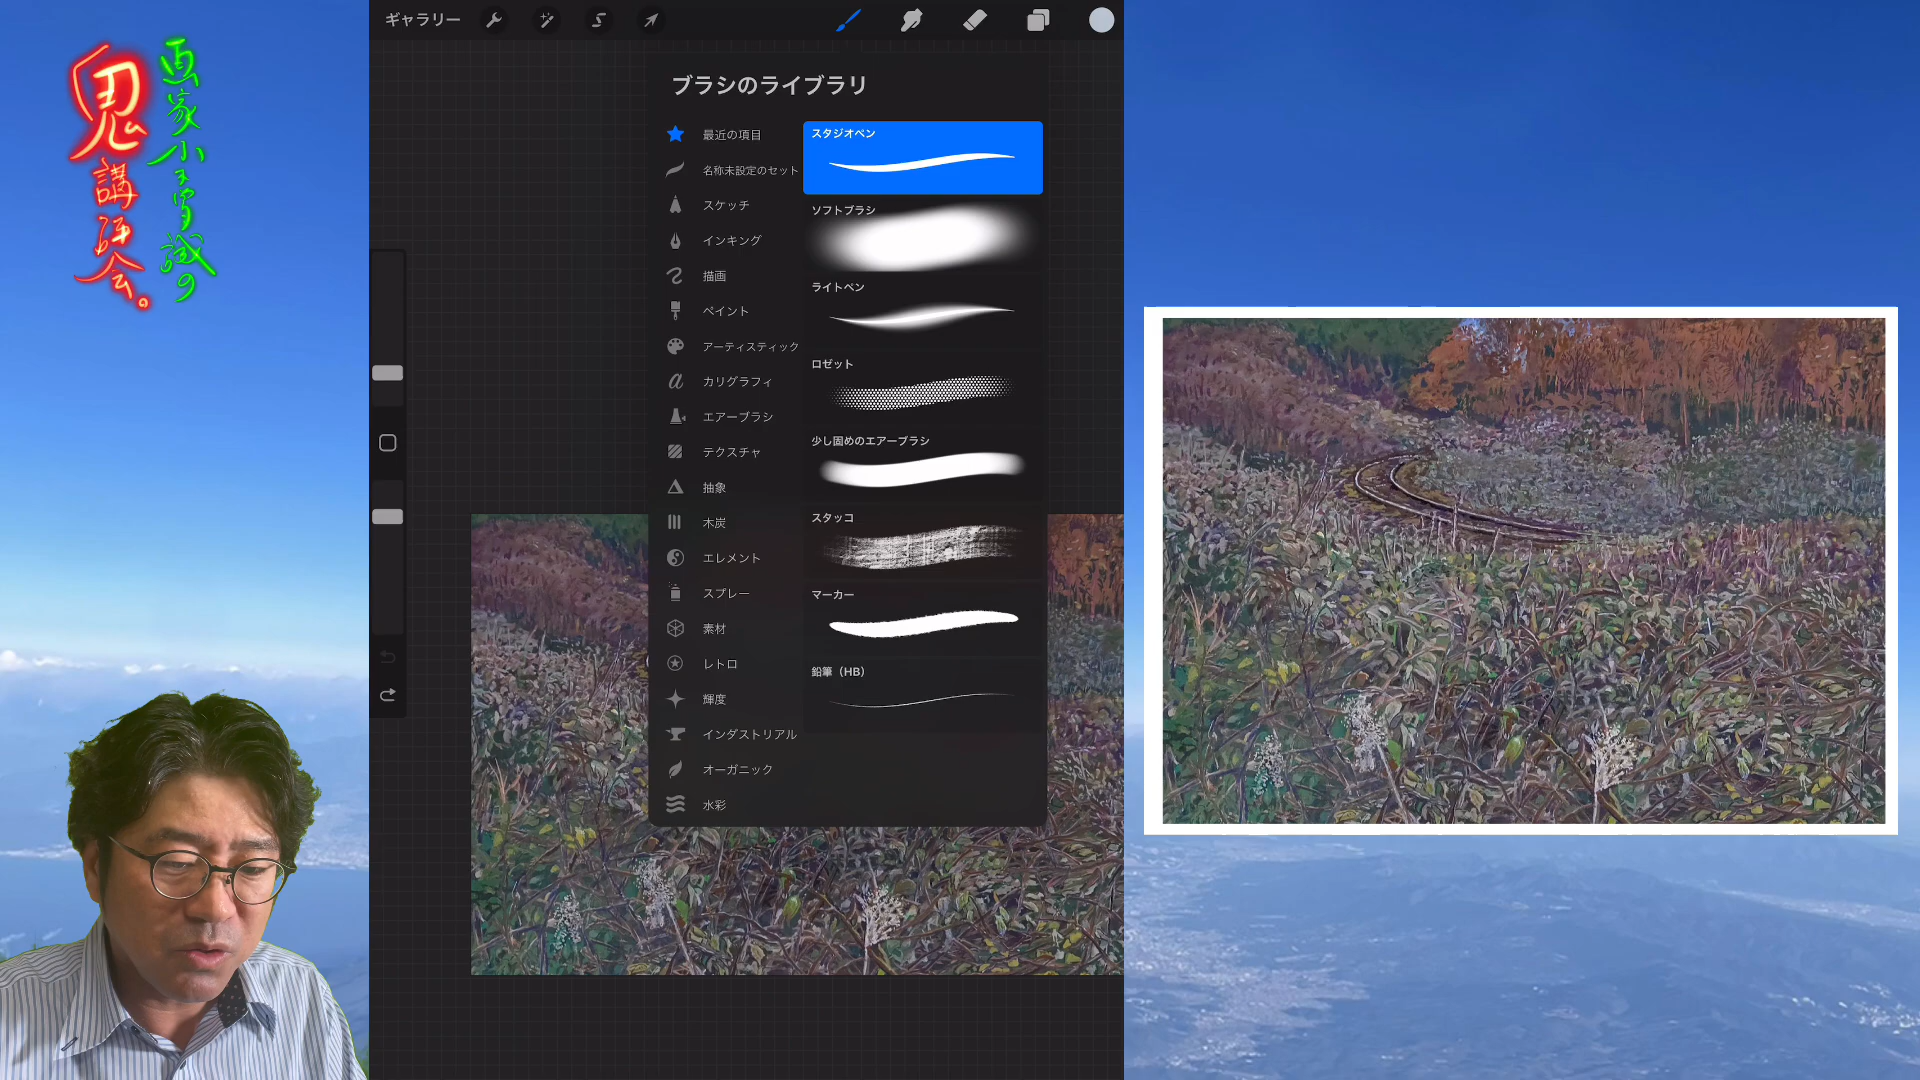 画家小木曽誠の
鬼講評会。
ギャラリー
ブラシのライブラリ
最近の項目
名称未設定のセット
スケッチ
インキング
描画
ペイント
アーティスティック
カリグラフィ
エアーブラシ
テクスチャ
抽象
木炭
エレメント
スプレー
素材
レトロ
輝度
インダストリアル
オーガニック
水彩
スタジオペン
ソフトブラシ
ライトペン
ロゼット
少し固めのエアーブラシ
スタッコ
マーカー
鉛筆（HB）